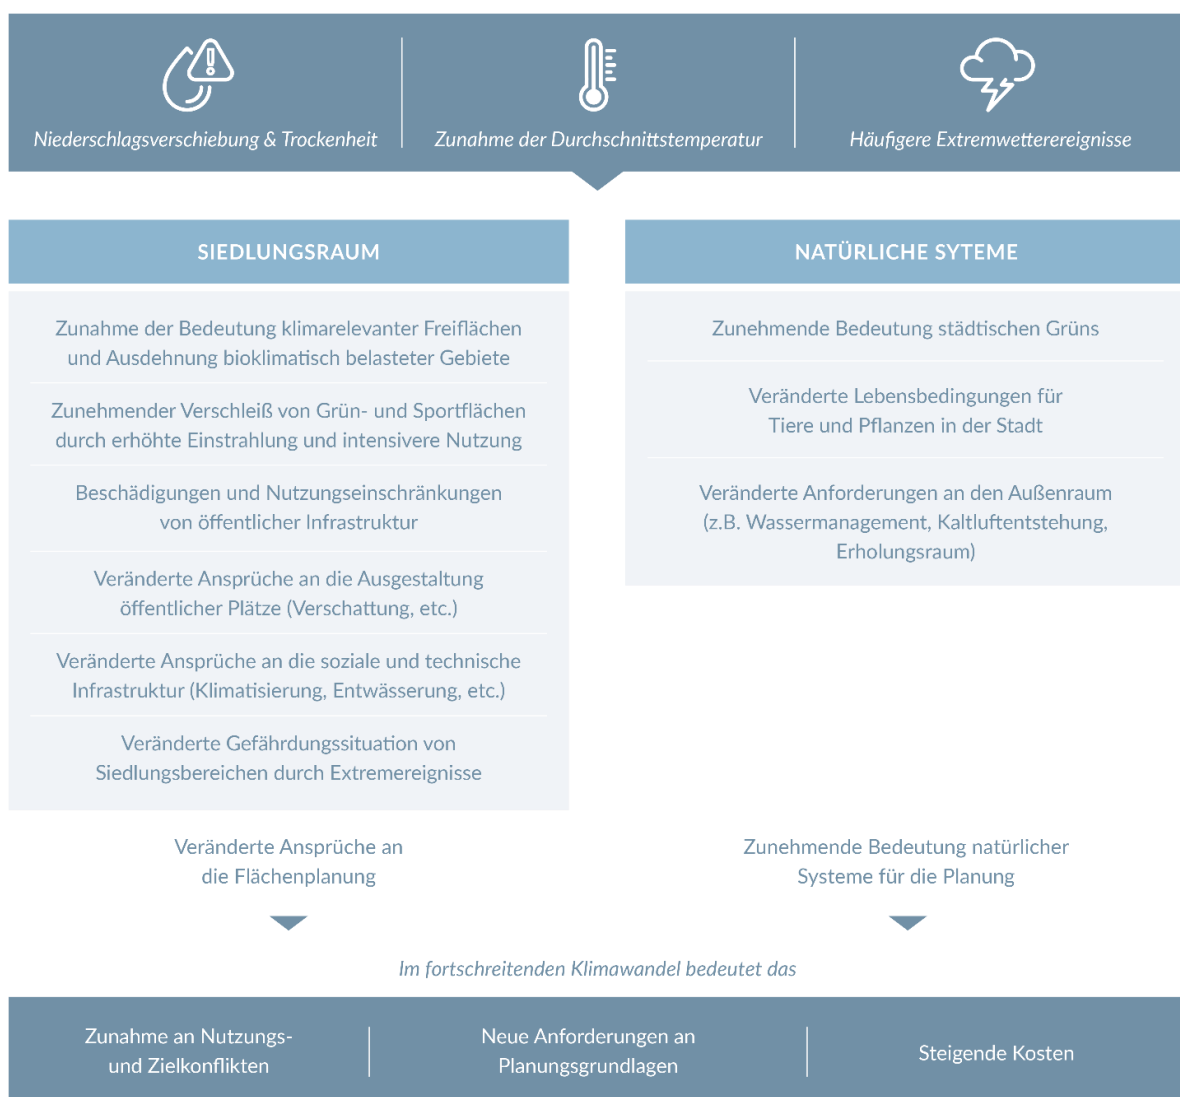 Niederschlagsverschiebung & Trockenheit
Zunahme der Durchschnittstemperatur
Häufigere Extremwetterereignisse
SIEDLUNGSRAUM
Zunahme der Bedeutung klimarelevanter Freiflächen
und Ausdehnung bioklimatisch belasteter Gebiete
Zunehmender Verschleiß von Grün- und Sportflächen
durch erhöhte Einstrahlung und intensivere Nutzung
Beschädigungen und Nutzungseinschränkungen
von öffentlicher Infrastruktur
Veränderte Ansprüche an die Ausgestaltung
öffentlicher Plätze (Verschattung, etc.)
Veränderte Ansprüche an die soziale und technische
Infrastruktur (Klimatisierung, Entwässerung, etc.)
Veränderte Gefährdungssituation von
Siedlungsbereichen durch Extremereignisse
Veränderte Ansprüche an
die Flächenplanung
NATÜRLICHE SYTEME
Zunehmende Bedeutung städtischen Grüns
Veränderte Lebensbedingungen für
Tiere und Pflanzen in der Stadt
Veränderte Anforderungen an den Außenraum
(z.B. Wassermanagement, Kaltluftentstehung,
Erholungsraum)
Zunehmende Bedeutung natürlicher
Systeme für die Planung
Im fortschreitenden Klimawandel bedeutet das
Zunahme an Nutzungs-
und Zielkonflikten
Neue Anforderungen an
Planungsgrundlagen
Steigende Kosten